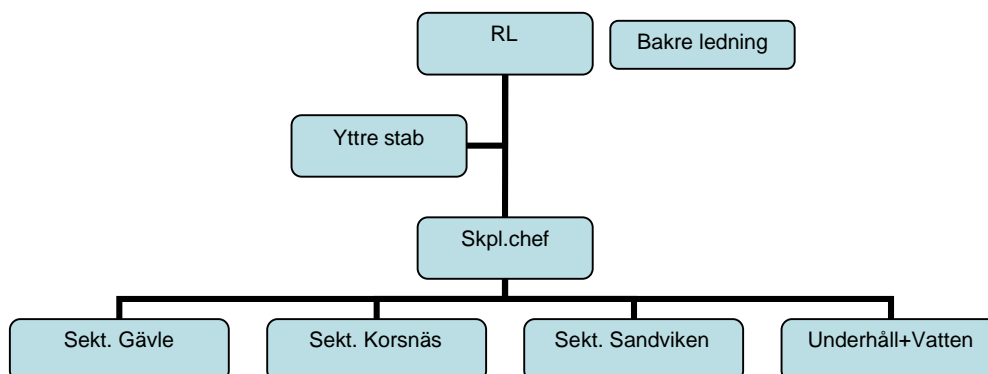 RL
Bakre ledning
Yttre stab
Skpl.chef
Sekt. Gävle
Sekt. Korsnäs
Sekt. Sandviken
Underhåll+Vatten